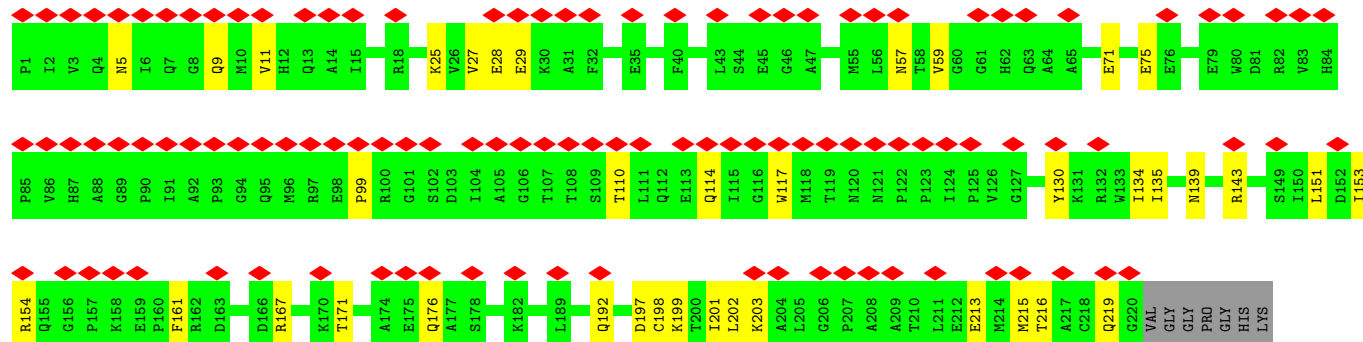 P1 I2 V3 Q4 N5 I6 Q7 G8 Q9 M10 V11 H12 Q13 A14 I15 R18 K25 V26 V27 E28 E29 K30 A31 F32 E35 F40 L43 S44 E45 G46 A47 M55 L56 N57 T58 V59 G60 G61 H62 Q63 A64 A65 E71 E75 E76 E79 W80 D81 R82 V83 H84
P85 V86 H87 A88 G89 P90 I91 A92 P93 G94 Q95 M96 R97 E98 P99 R100 G101 S102 D103 I104 A105 G106 T107 T108 S109 T110 L111 Q112 E113 Q114 I115 G116 W117 M118 T119 N120 N121 P122 P123 I124 P125 V126 G127 Y130 K131 R132 W133 I134 I135 N139 R143 S149 I150 L151 D152 I153
R154 Q155 G156 P157 K158 E159 P160 F161 R162 D163 D166 R167 K170 T171 A174 E175 Q176 A177 S178 K182 L189 Q192 D197 C198 K199 T200 I201 L202 K203 A204 L205 G206 P207 A208 A209 T210 L211 E212 E213 M214 M215 T216 A217 C218 Q219 G220 VAL GLY GLY PRO GLY HIS LYS